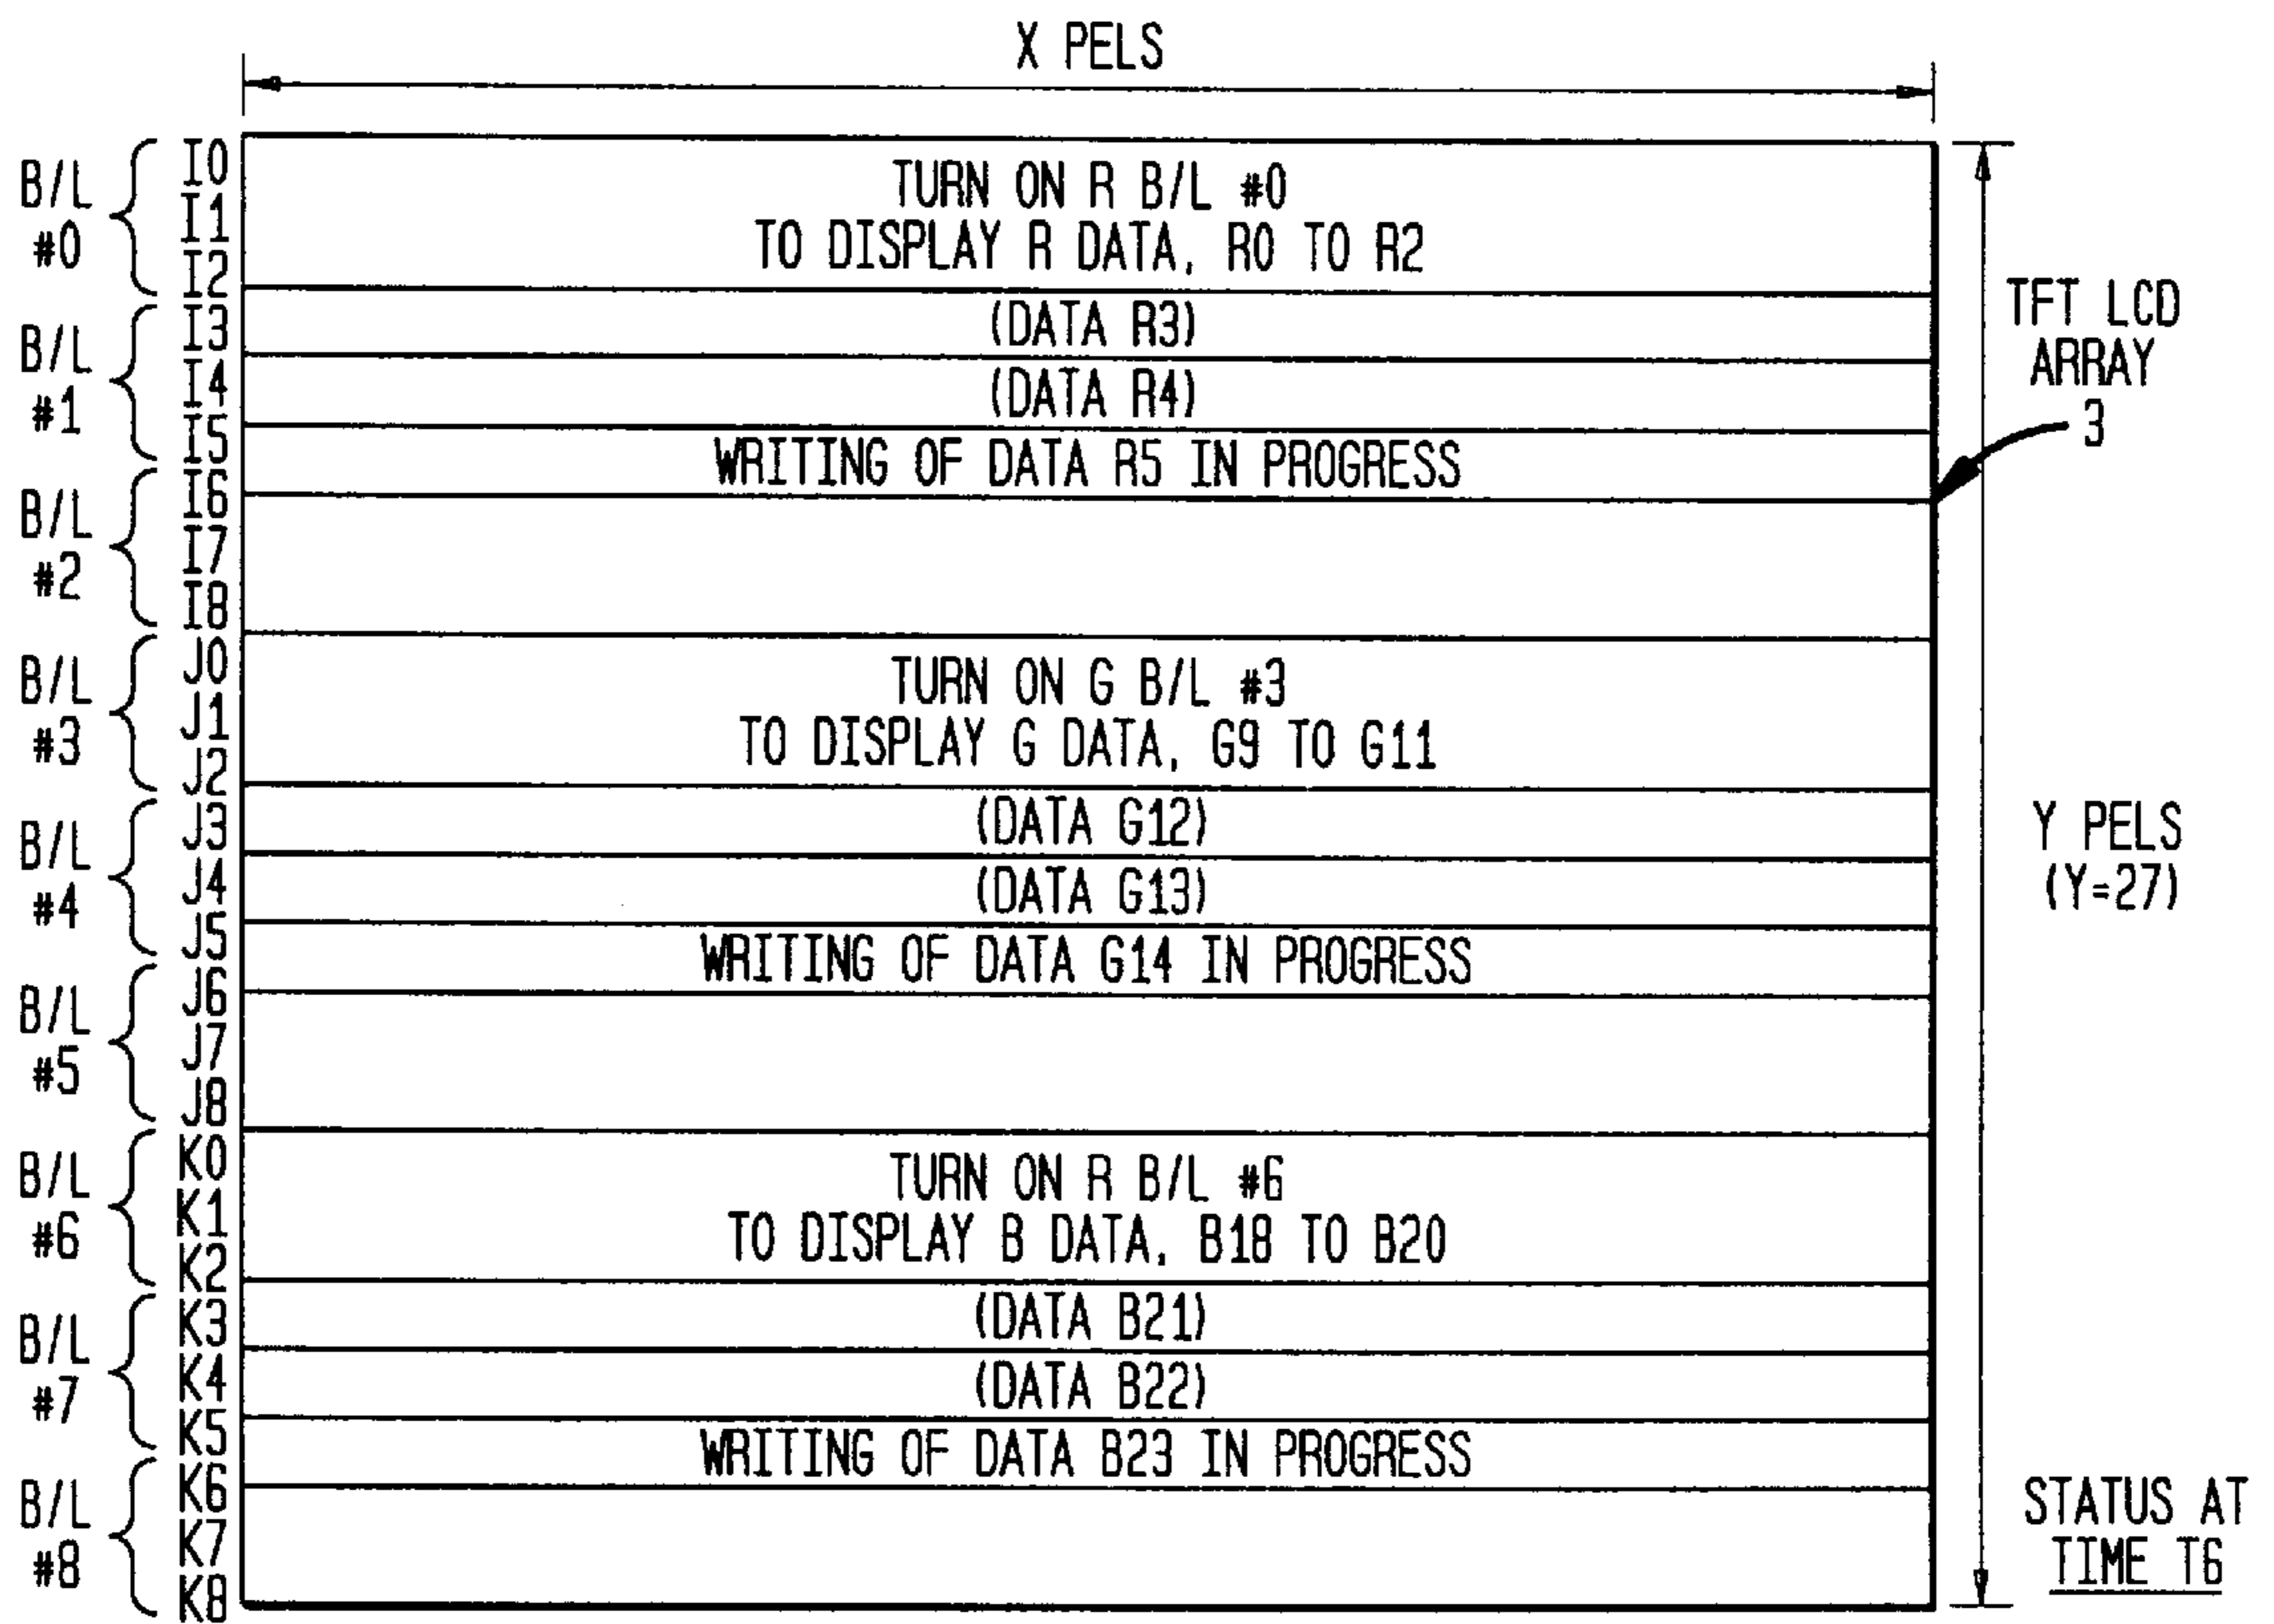 X PELS
B/L
#0
I0
I1
I2
TURN ON R B/L #0
TO DISPLAY R DATA, R0 TO R2
B/L
#1
I3
I4
I5
(DATA R3)
(DATA R4)
WRITING OF DATA R5 IN PROGRESS
B/L
#2
I6
I7
I8
TFT LCD
ARRAY
3
B/L
#3
J0
J1
J2
TURN ON G B/L #3
TO DISPLAY G DATA, G9 TO G11
B/L
#4
J3
J4
J5
(DATA G12)
(DATA G13)
WRITING OF DATA G14 IN PROGRESS
Y PELS
(Y=27)
B/L
#5
J6
J7
J8
B/L
#6
K0
K1
K2
TURN ON R B/L #6
TO DISPLAY B DATA, B18 TO B20
B/L
#7
K3
K4
K5
(DATA B21)
(DATA B22)
WRITING OF DATA B23 IN PROGRESS
B/L
#8
K6
K7
K8
STATUS AT
TIME T6